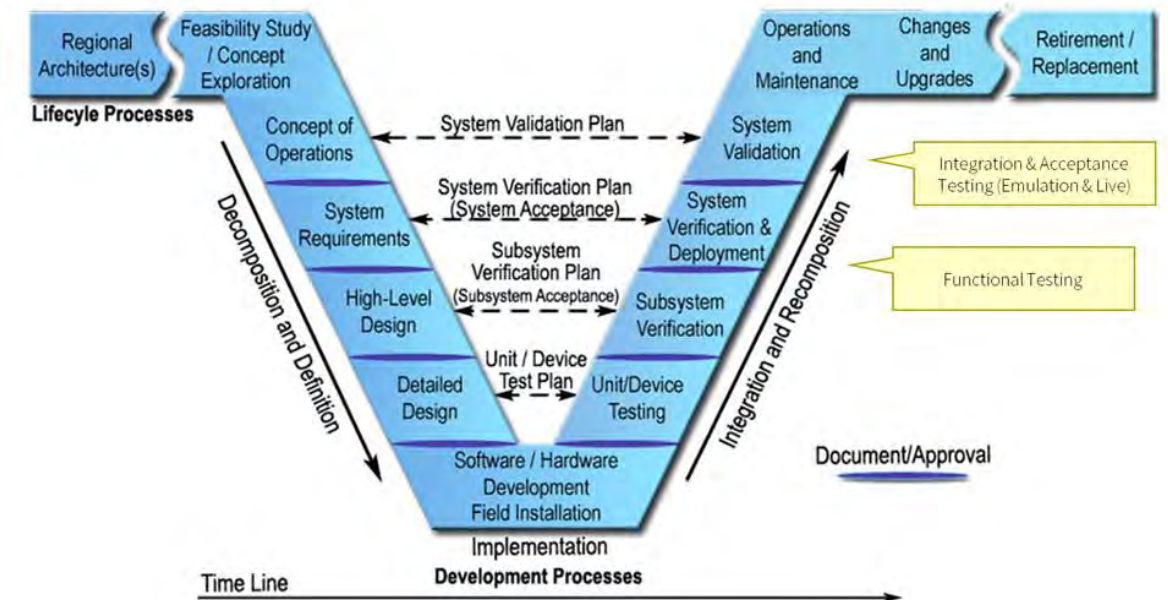 Regional
Architecture(s)
Feasibility Study
/ Concept
Exploration
Operations
and
Maintenance
Changes
and
Upgrades
Retirement /
Replacement
Lifecyle Processes
Concept of
Operations
System Validation Plan
System
Validation
Integration & Acceptance
Testing (Emulation & Live)
System
Requirements
System Verification Plan
(System Acceptance)
System
Verification &
Deployment
Decomposition and Definition
High-Level
Design
Subsystem
Verification Plan
(Subsystem Acceptance)
Subsystem
Verification
Integration and Recomposition
Functional Testing
Detailed
Design
Unit / Device
Test Plan
Unit/Device
Testing
Software / Hardware
Development
Field Installation
Document/Approval
Implementation
Development Processes
Time Line